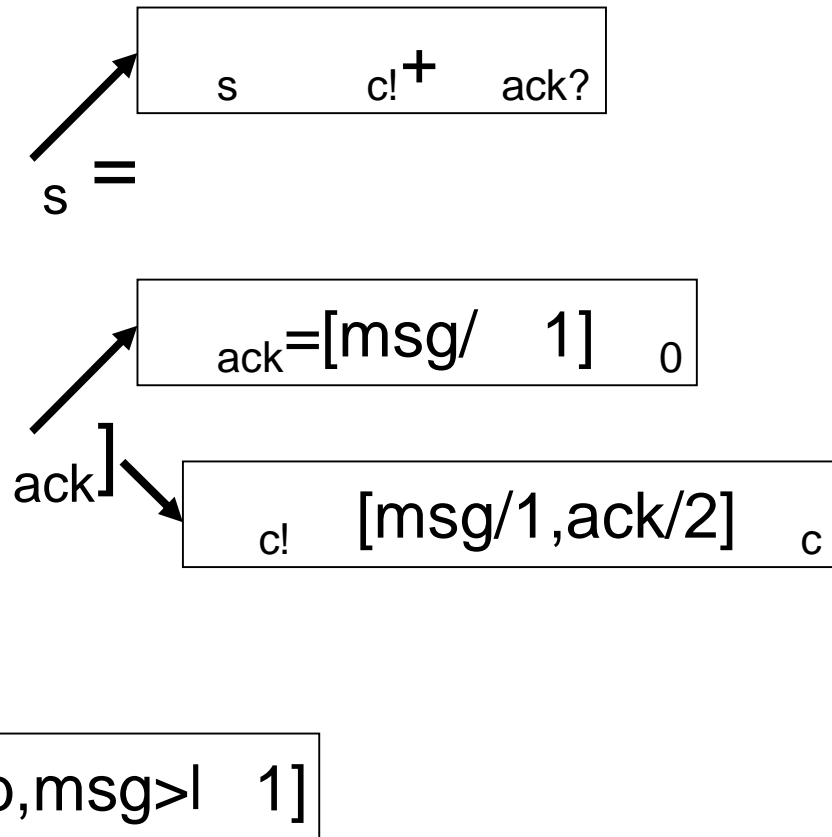 s c!+ ack?
s =
ack=[msg/ 1] 0
ack]
c! [msg/1,ack/2] c
,msg>l 1]